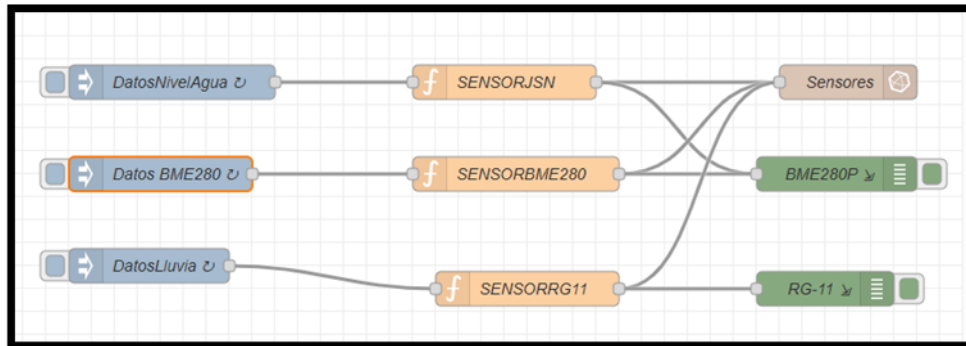 DatosNivelAgua ↻
SENSORJSN
Sensores
Datos BME280 ↻
SENSORBME280
BME280P
DatosLluvia ↻
SENSORRG11
RG-11